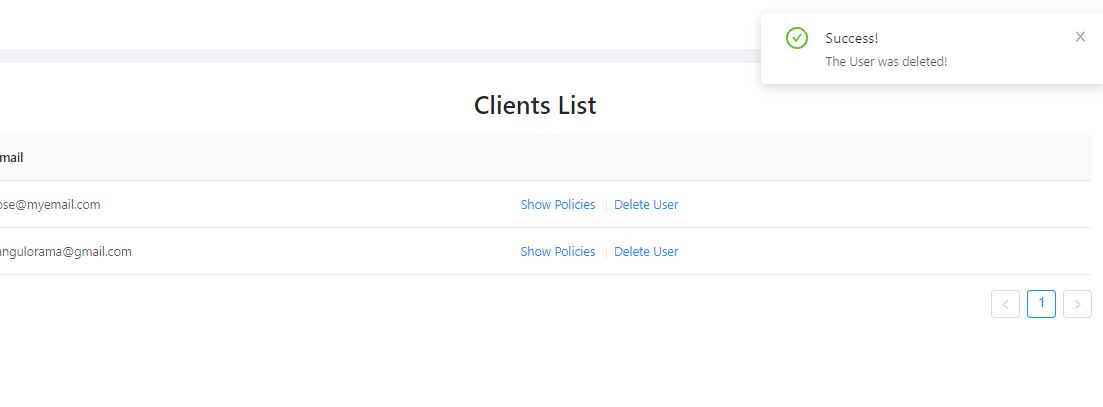 Success!
The User was deleted!
Clients List
mail
ose@myemail.com Show Policies Delete User
angulorama@gmail.com Show Policies Delete User
< 1 >